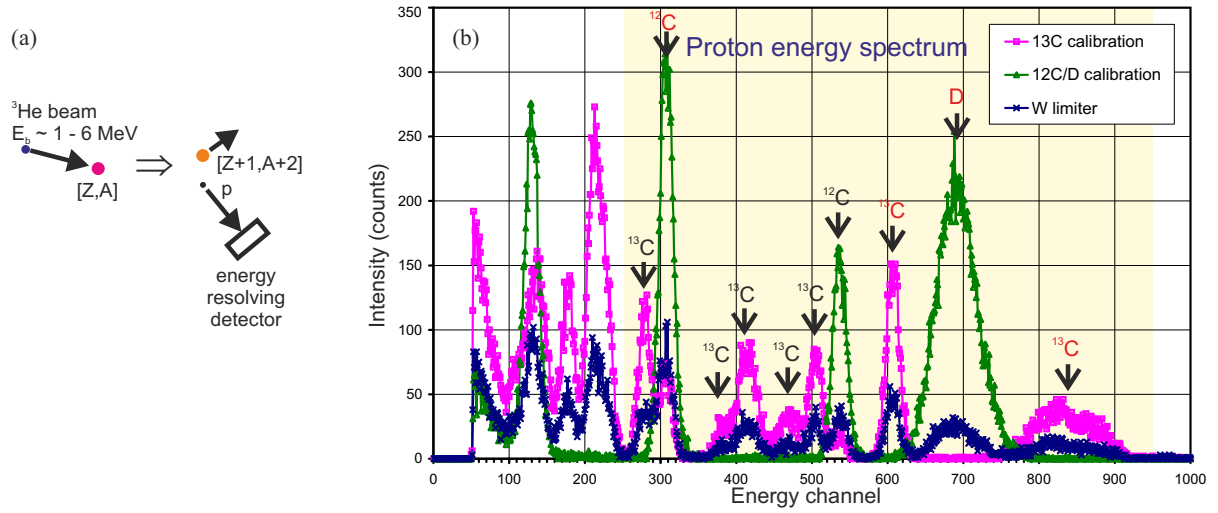 (a)
³He beam
E_b ~ 1 - 6 MeV
[Z,A]
[Z+1,A+2]
p
energy
resolving
detector
(b)
Proton energy spectrum
13C calibration
12C/D calibration
W limiter
¹²C
D
¹²C
¹³C
¹³C
¹³C
¹³C
¹³C
¹³C
Intensity (counts)
350
300
250
200
150
100
50
0
0 100 200 300 400 500 600 700 800 900 1000
Energy channel